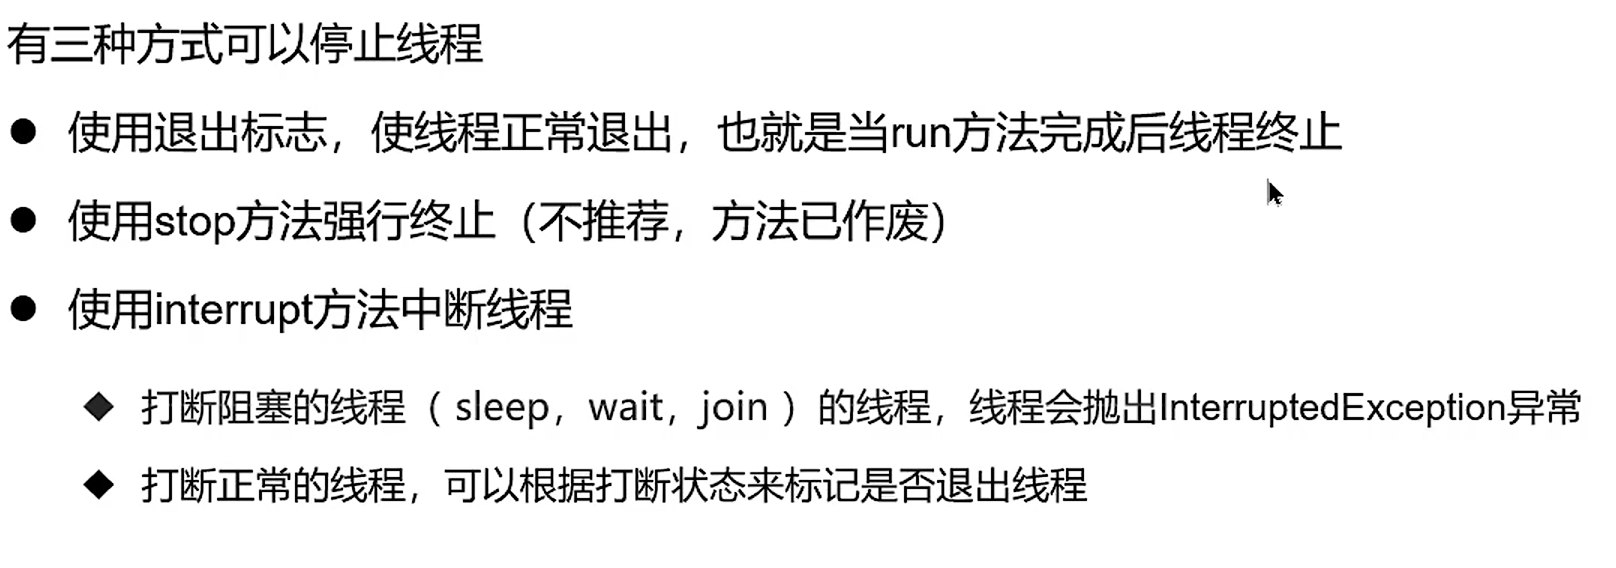 有三种方式可以停止线程
● 使用退出标志，使线程正常退出，也就是当run方法完成后线程终止
● 使用stop方法强行终止（不推荐，方法已作废）
● 使用interrupt方法中断线程
◆ 打断阻塞的线程（ sleep，wait，join ）的线程，线程会抛出InterruptedException异常
◆ 打断正常的线程，可以根据打断状态来标记是否退出线程